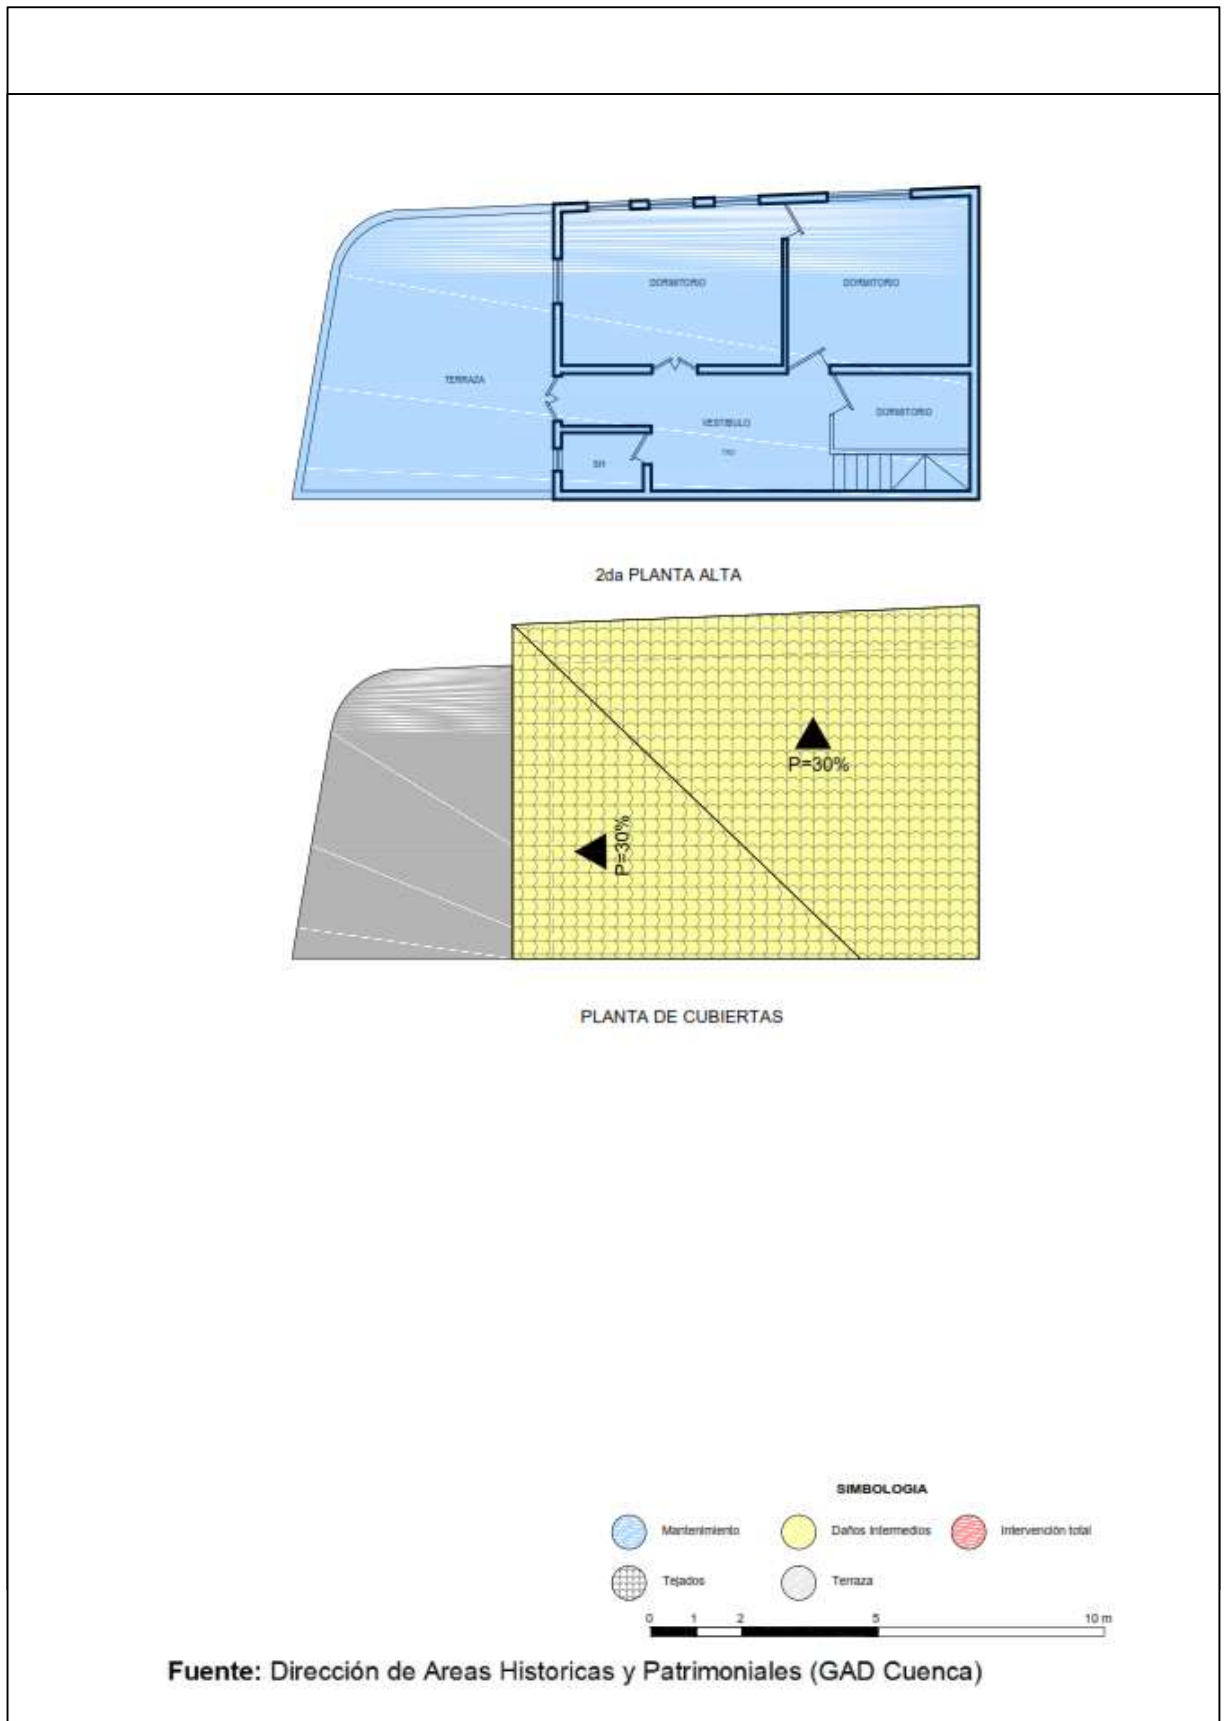 DORMITORIO
DORMITORIO
TERRAZA
DORMITORIO
VESTIBULO
SH
2da PLANTA ALTA
P=30%
P=30%
PLANTA DE CUBIERTAS
SIMBOLOGIA
Mantenimiento
Daños Intermedios
Intervención total
Tejados
Terraza
0 1 2 5 10 m
Fuente: Dirección de Areas Historicas y Patrimoniales (GAD Cuenca)